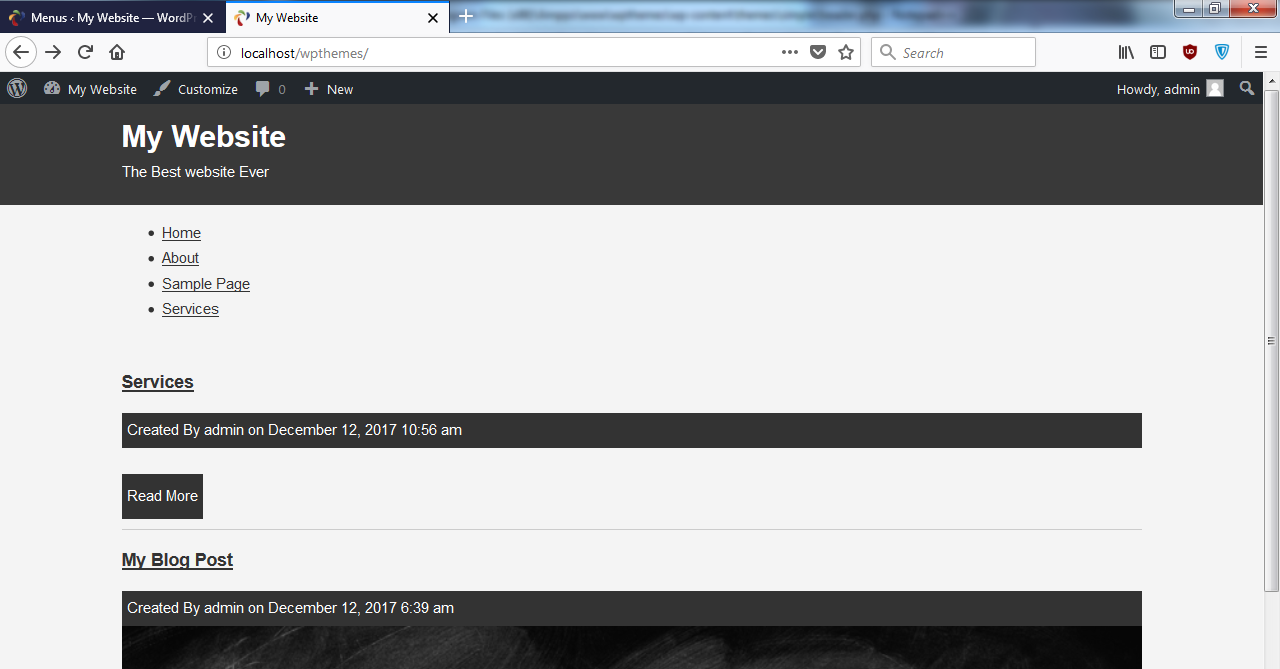 Menus ‹ My Website — WordPr
My Website
localhost/wpthemes/
Search
My Website
Customize
0
New
Howdy, admin
My Website
The Best website Ever
Home
About
Sample Page
Services
Services
Created By admin on December 12, 2017 10:56 am
Read More
My Blog Post
Created By admin on December 12, 2017 6:39 am